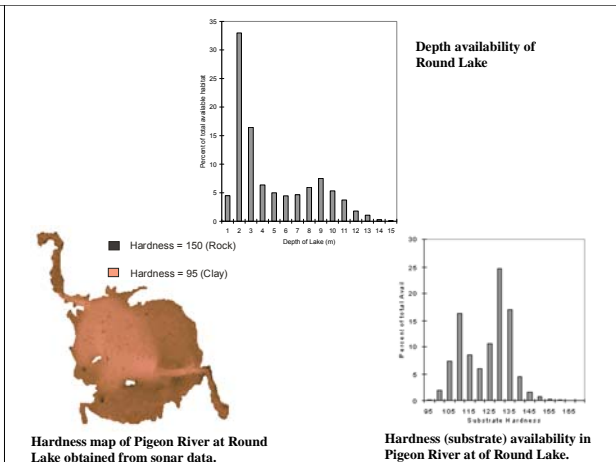 Depth availability of
Round Lake
Percent of total available habitat
35
30
25
20
15
10
5
0
1 2 3 4 5 6 7 8 9 10 11 12 13 14 15
Depth of Lake (m)
Hardness = 150 (Rock)
Hardness = 95 (Clay)
Hardness map of Pigeon River at Round
Lake obtained from sonar data.
Percent of total Avail
30
25
20
15
10
5
0
95 105 115 125 135 145 155 165
Substrate Hardness
Hardness (substrate) availability in
Pigeon River at of Round Lake.